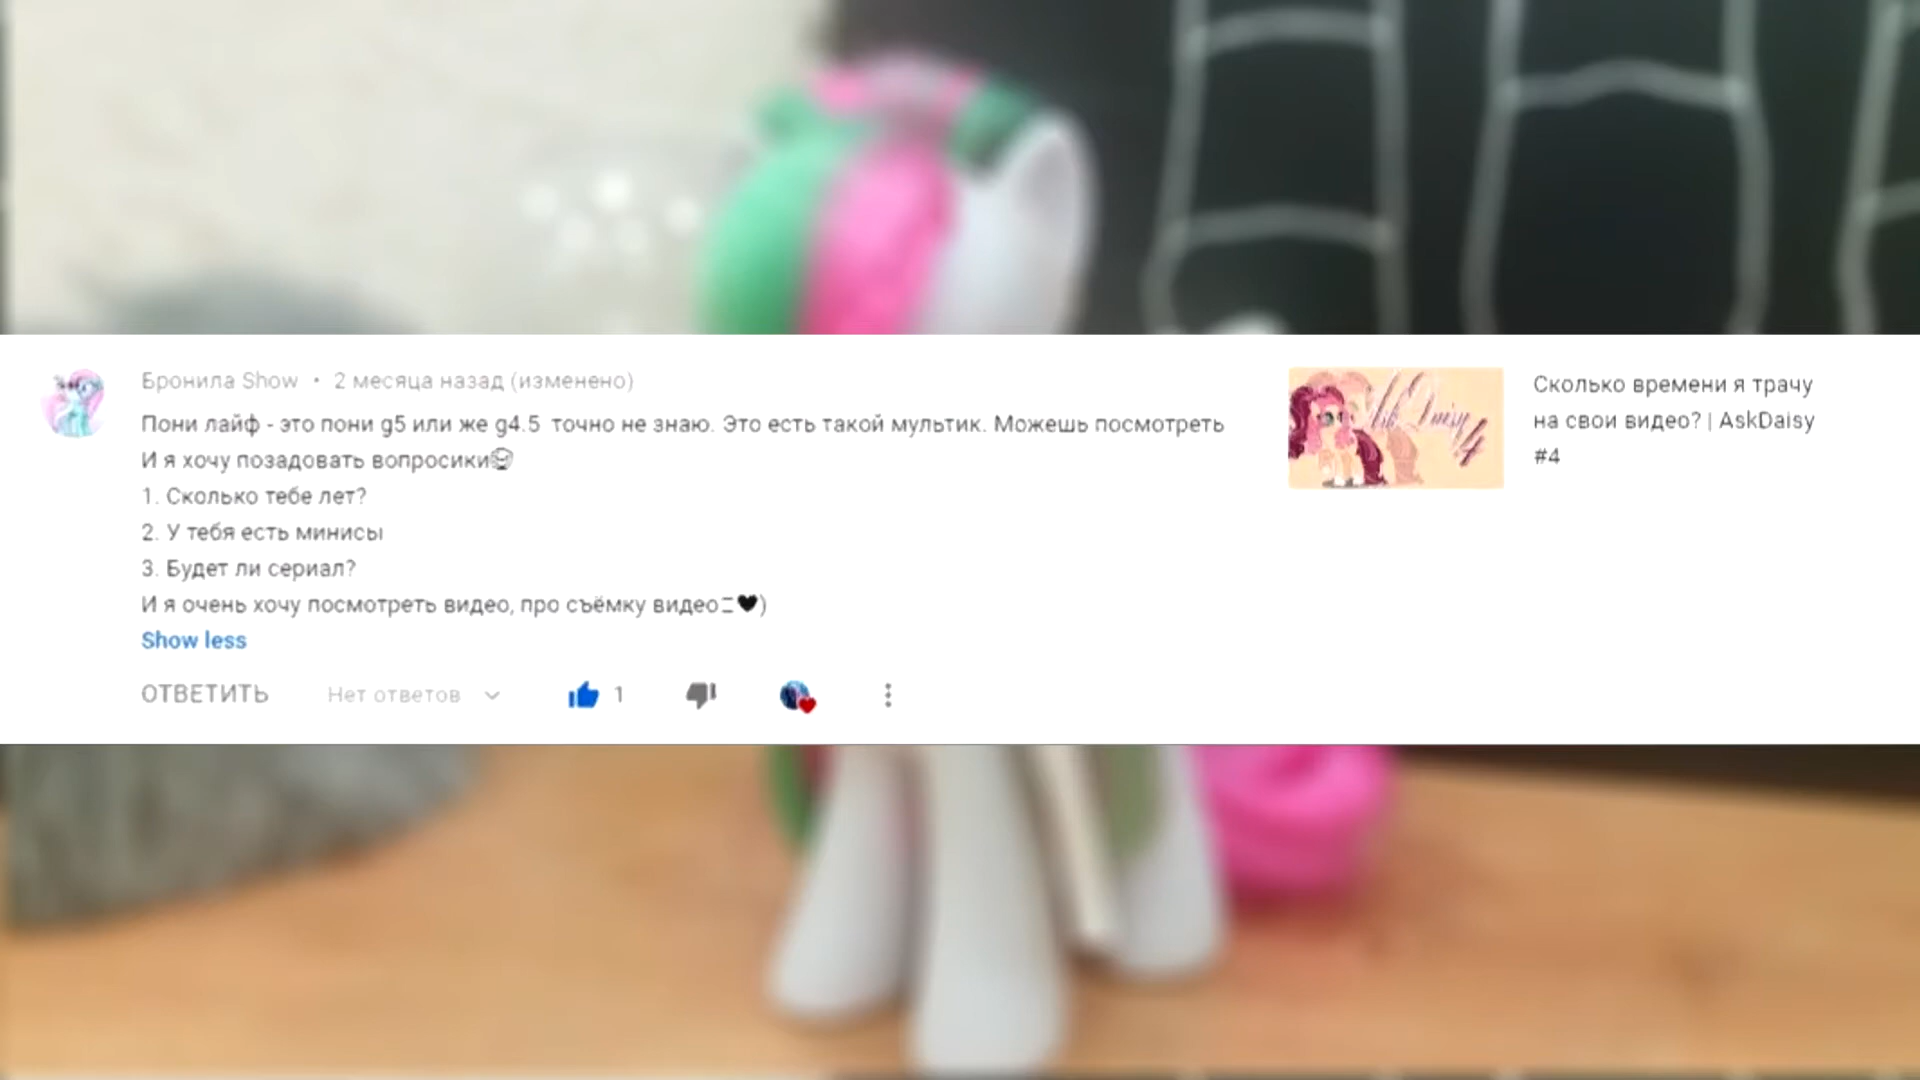 Бронила Show • 2 месяца назад (изменено)
Пони лайф - это пони g5 или же g4.5 точно не знаю. Это есть такой мультик. Можешь посмотреть
И я хочу позадовать вопросики
1. Сколько тебе лет?
2. У тебя есть минисы
3. Будет ли сериал?
И я очень хочу посмотреть видео, про съёмку видео=🖤)
Show less
ОТВЕТИТЬ Нет ответов 1
Ask Daisy 4
Сколько времени я трачу
на свои видео? | AskDaisy
#4